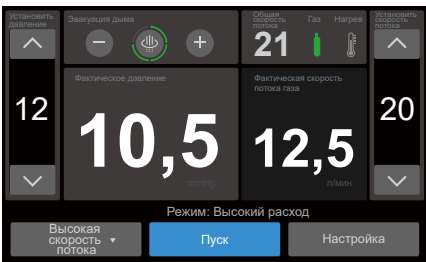 Установить
давление
Эвакуация дыма
Общая
скорость
потока
Газ
Нагрев
Установить
скорость
потока
21
12
Фактическое давление
10,5
mmHg
Фактическая скорость
потока газа
12,5
л/мин
20
Режим: Высокий расход
Высокая
скорость
потока
Пуск
Настройка